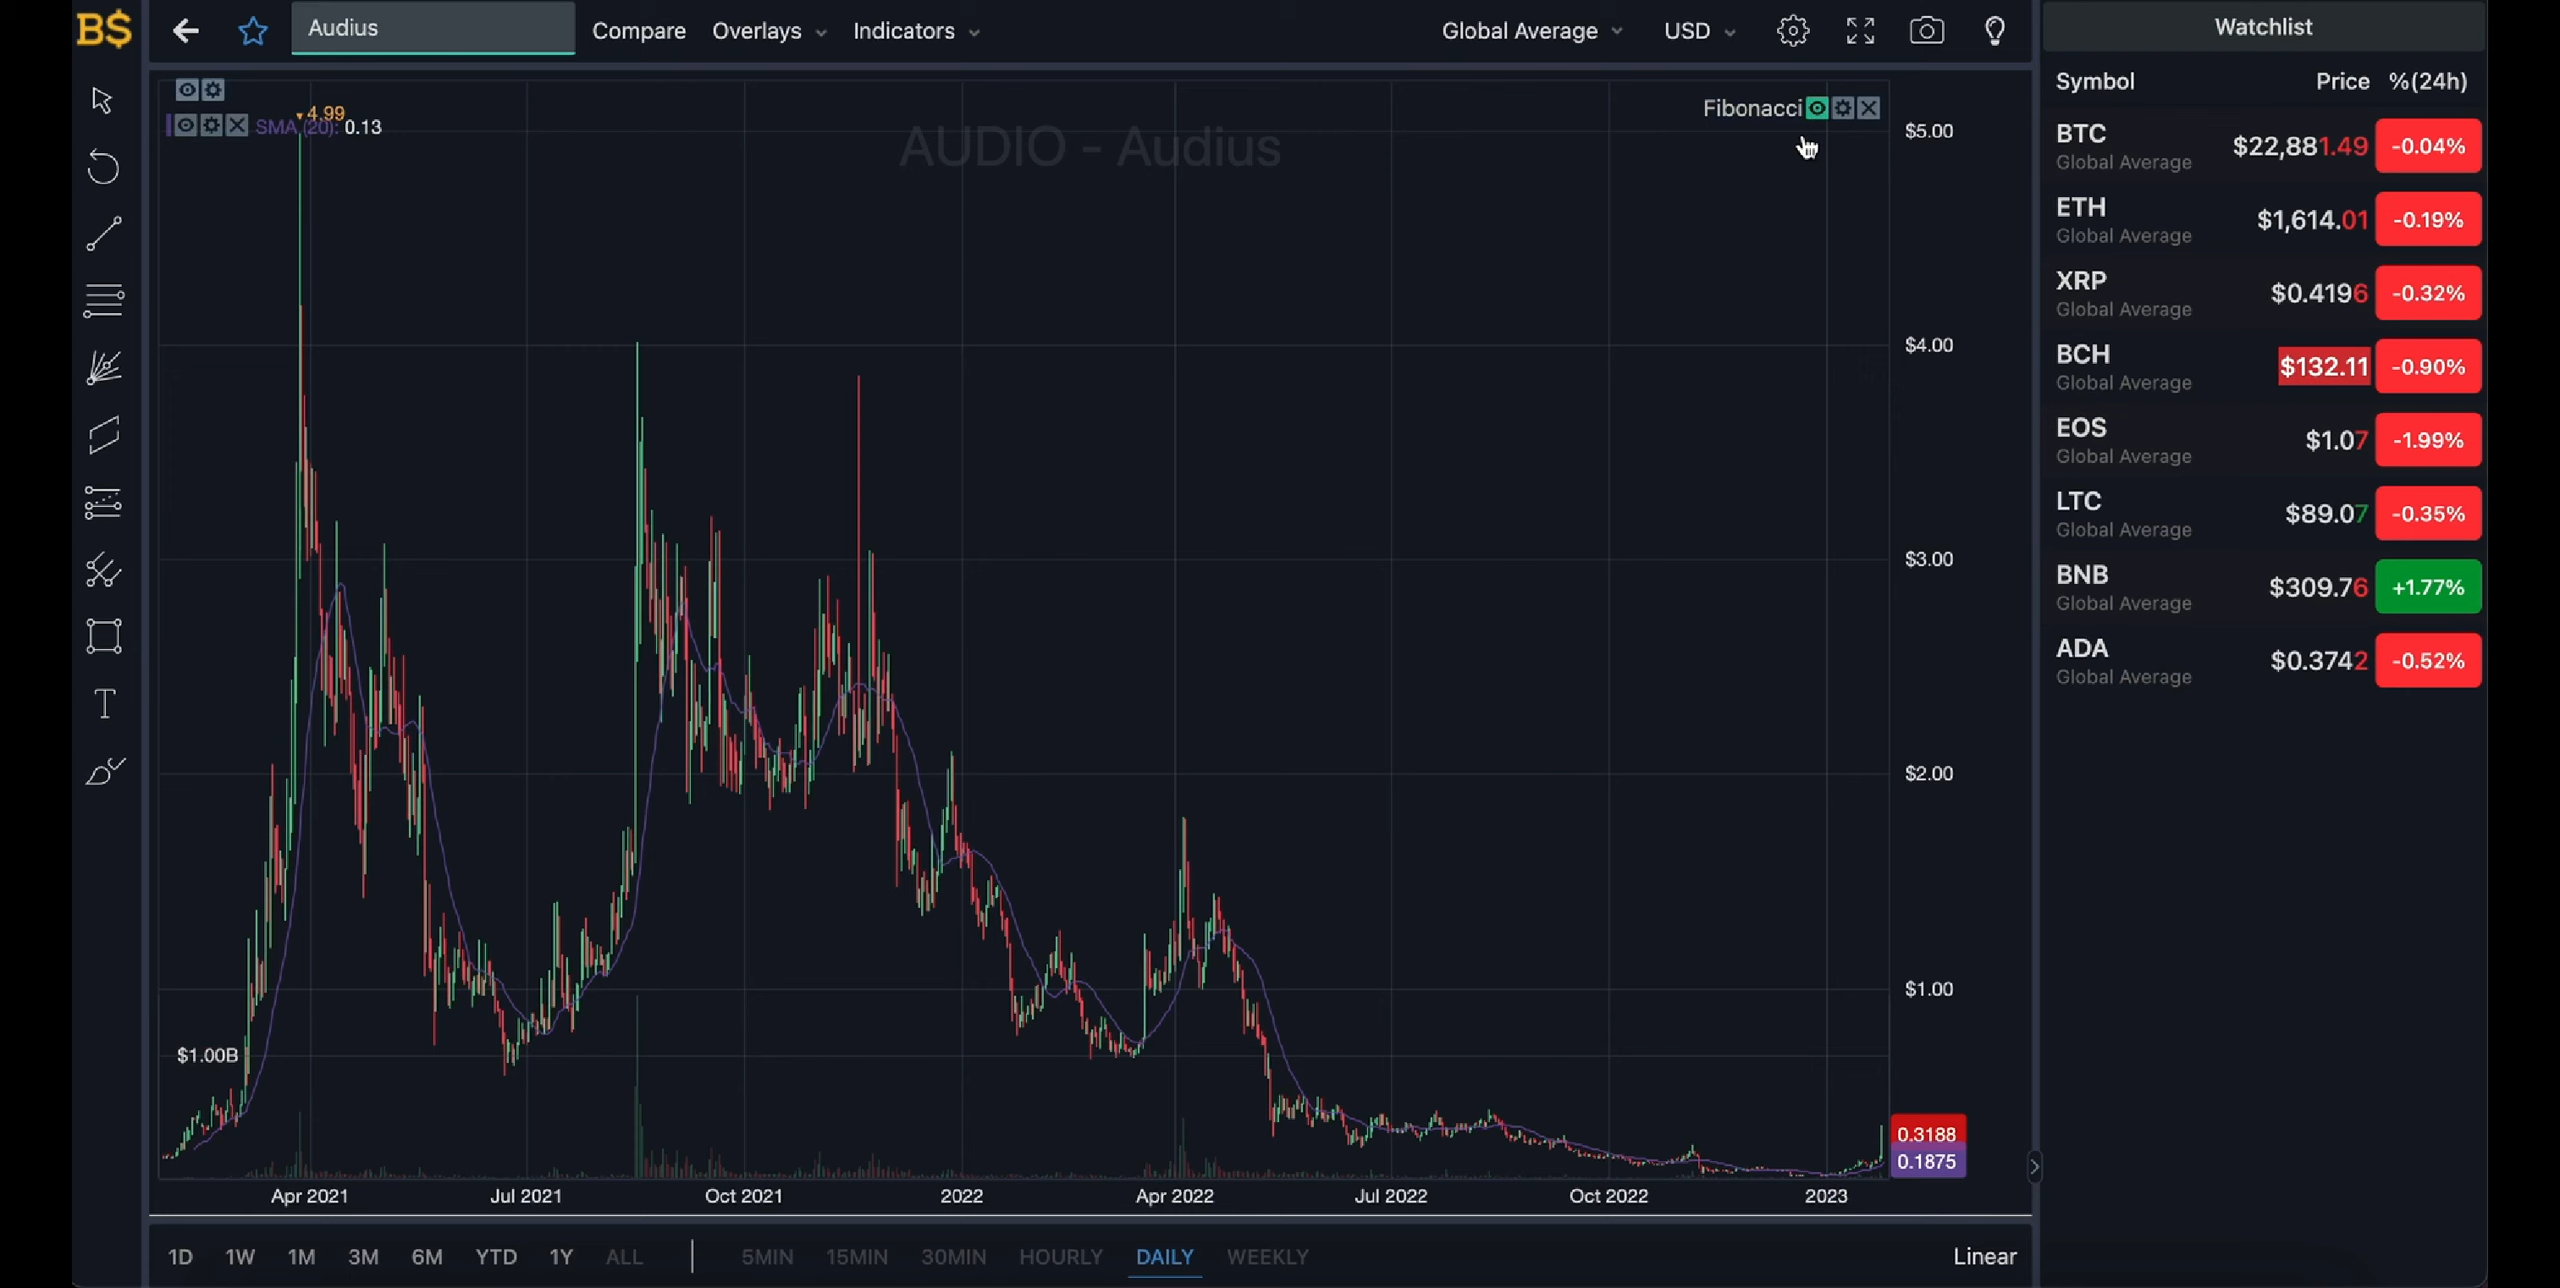 B$
Audius
Compare
Overlays
Indicators
Global Average
USD
4.99
SMA (20): 0.13
AUDIO - Audius
Fibonacci
$5.00
$4.00
$3.00
$2.00
$1.00
$1.00B
0.3188
0.1875
Apr 2021
Jul 2021
Oct 2021
2022
Apr 2022
Jul 2022
Oct 2022
2023
1D 1W 1M 3M 6M YTD 1Y ALL
5MIN 15MIN 30MIN HOURLY DAILY WEEKLY
Linear
Watchlist
Symbol Price %(24h)
BTC $22,881.49 -0.04%
Global Average
ETH $1,614.01 -0.19%
Global Average
XRP $0.4196 -0.32%
Global Average
BCH $132.11 -0.90%
Global Average
EOS $1.07 -1.99%
Global Average
LTC $89.07 -0.35%
Global Average
BNB $309.76 +1.77%
Global Average
ADA $0.3742 -0.52%
Global Average